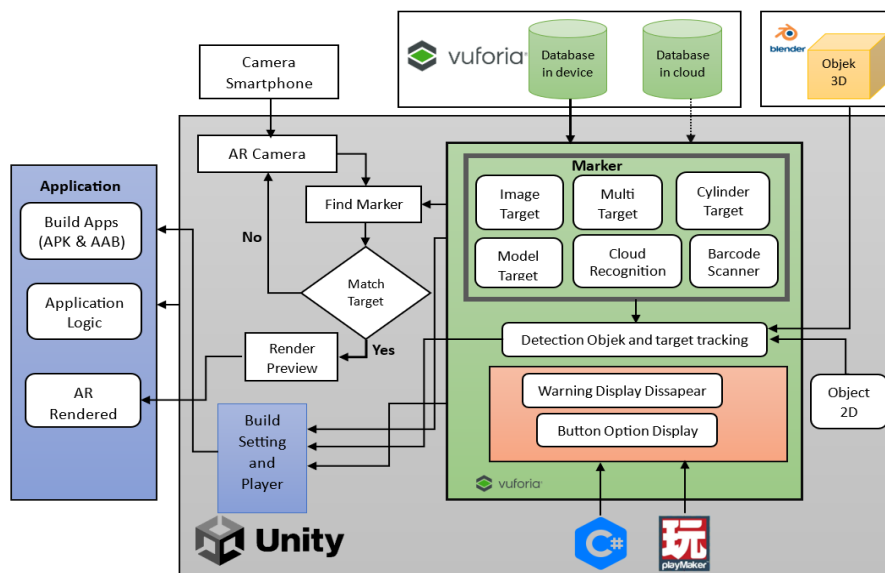 Camera
Smartphone
vuforia®
Database
in device
Database
in cloud
blender
Objek
3D
Application
Build Apps
(APK & AAB)
Application
Logic
AR
Rendered
AR Camera
Find Marker
No
Match
Target
Yes
Render
Preview
Build
Setting
and
Player
Marker
Image
Target
Multi
Target
Cylinder
Target
Model
Target
Cloud
Recognition
Barcode
Scanner
Detection Objek and target tracking
Warning Display Dissapear
Button Option Display
vuforia®
Object
2D
Unity
C#
玩
playMaker